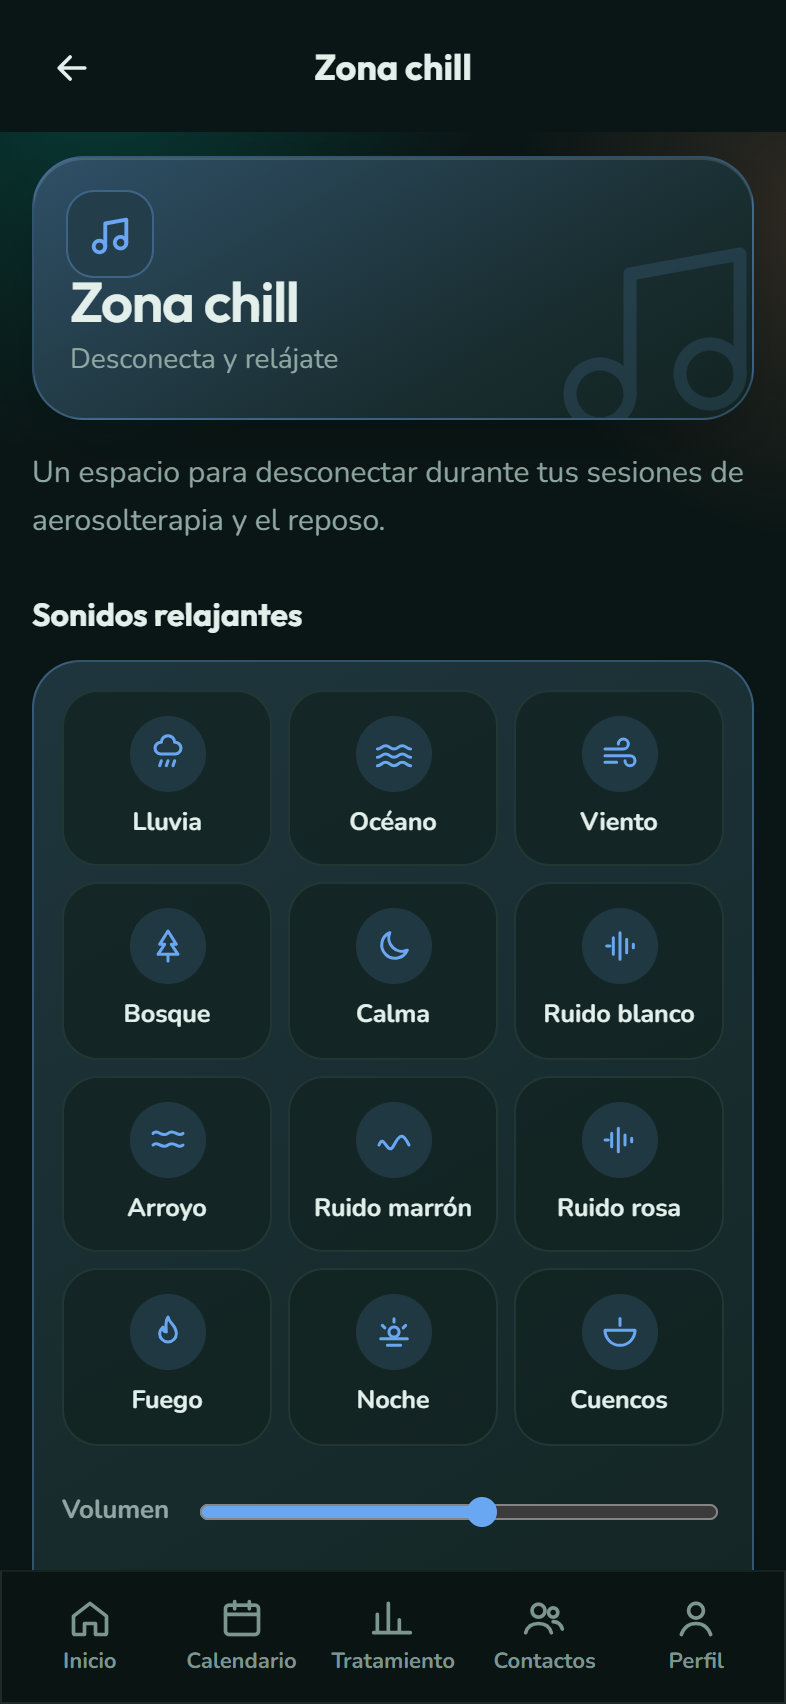 Zona chill
Zona chill
Desconecta y relájate
Un espacio para desconectar durante tus sesiones de
aerosolterapia y el reposo.
Sonidos relajantes
Lluvia
Océano
Viento
Bosque
Calma
Ruido blanco
Arroyo
Ruido marrón
Ruido rosa
Fuego
Noche
Cuencos
Volumen
Inicio
Calendario
Tratamiento
Contactos
Perfil